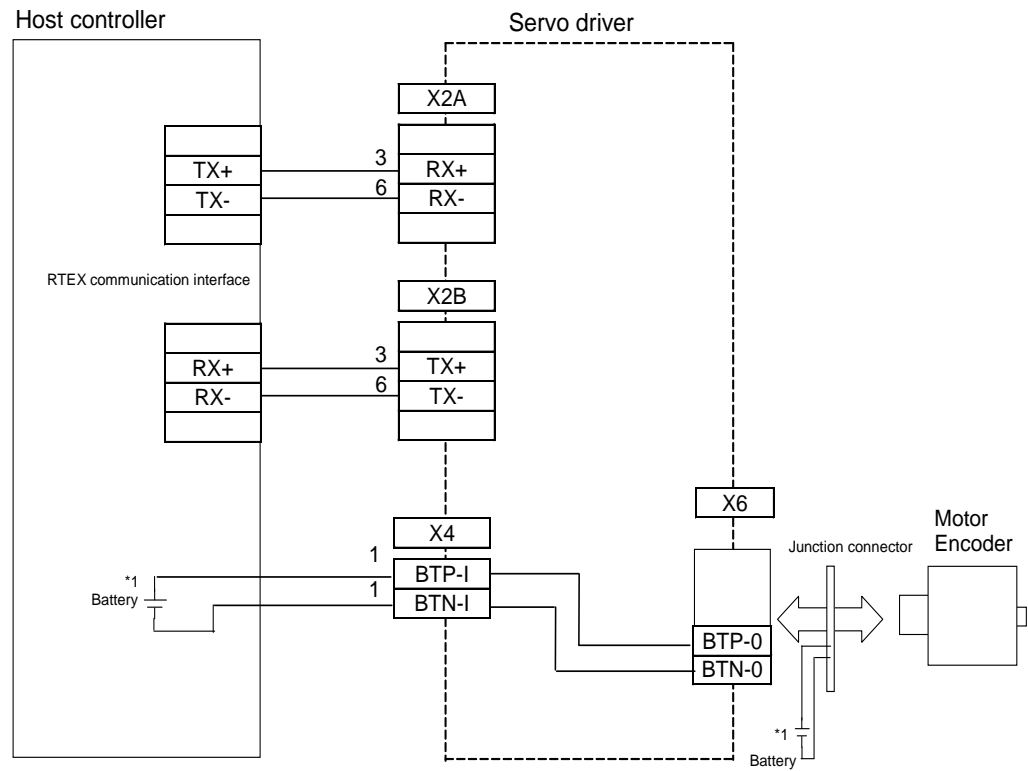 Host controller
Servo driver
X2A
TX+
3
RX+
TX-
6
RX-
RTEX communication interface
X2B
RX+
3
TX+
RX-
6
TX-
X6
X4
Motor
Encoder
Junction connector
1
BTP-I
*1
Battery
1
BTN-I
BTP-0
BTN-0
*1
Battery